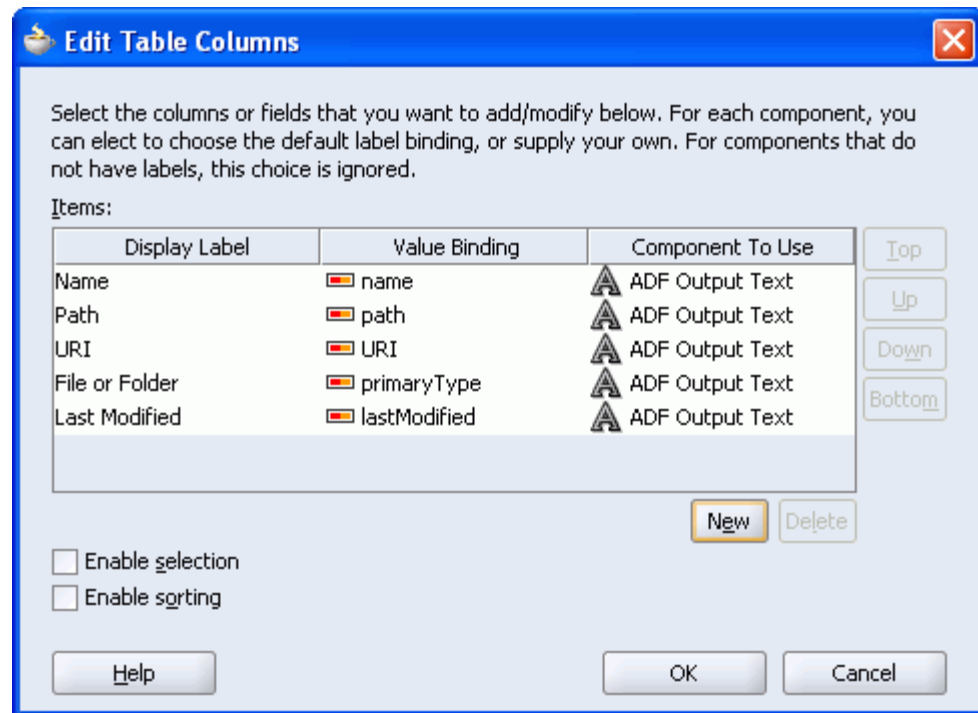 Edit Table Columns
Select the columns or fields that you want to add/modify below. For each component, you
can elect to choose the default label binding, or supply your own. For components that do
not have labels, this choice is ignored.
Items:
Display Label Value Binding Component To Use
Name name ADF Output Text
Path path ADF Output Text
URI URI ADF Output Text
File or Folder primaryType ADF Output Text
Last Modified lastModified ADF Output Text
Top
Up
Down
Bottom
New Delete
Enable selection
Enable sorting
Help OK Cancel